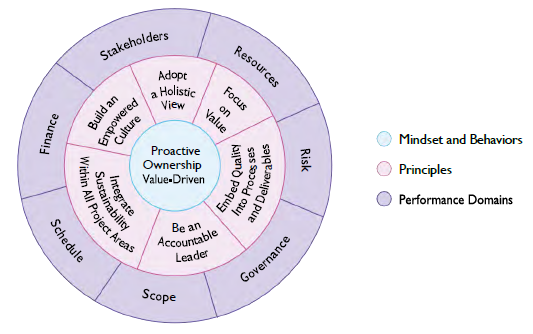 Stakeholders
Resources
Risk
Governance
Scope
Schedule
Finance
Adopt
a Holistic
View
Focus
on
Value
Embed Quality
Into Processes
and Deliverables
Be an
Accountable
Leader
Integrate
Sustainability
Within All Project Areas
Build an
Empowered
Culture
Proactive
Ownership
Value-Driven
Mindset and Behaviors
Principles
Performance Domains